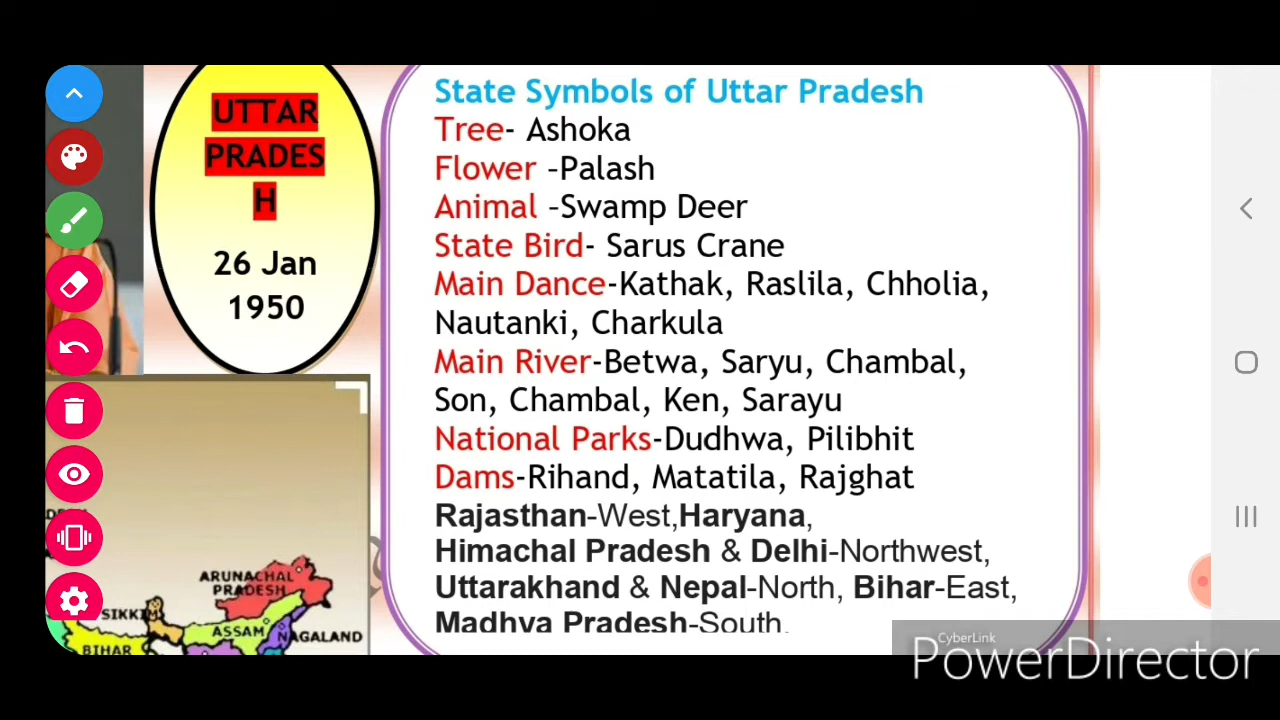 UTTAR
PRADES
H
26 Jan
1950
State Symbols of Uttar Pradesh
Tree- Ashoka
Flower -Palash
Animal -Swamp Deer
State Bird- Sarus Crane
Main Dance-Kathak, Raslila, Chholia,
Nautanki, Charkula
Main River-Betwa, Saryu, Chambal,
Son, Chambal, Ken, Sarayu
National Parks-Dudhwa, Pilibhit
Dams-Rihand, Matatila, Rajghat
Rajasthan-West,Haryana,
Himachal Pradesh & Delhi-Northwest,
Uttarakhand & Nepal-North, Bihar-East,
Madhya Pradesh-South.
ARUNACHAL
PRADESH
SIKKIM
ASSAM
NAGALAND
BIHAR
CyberLink
PowerDirector